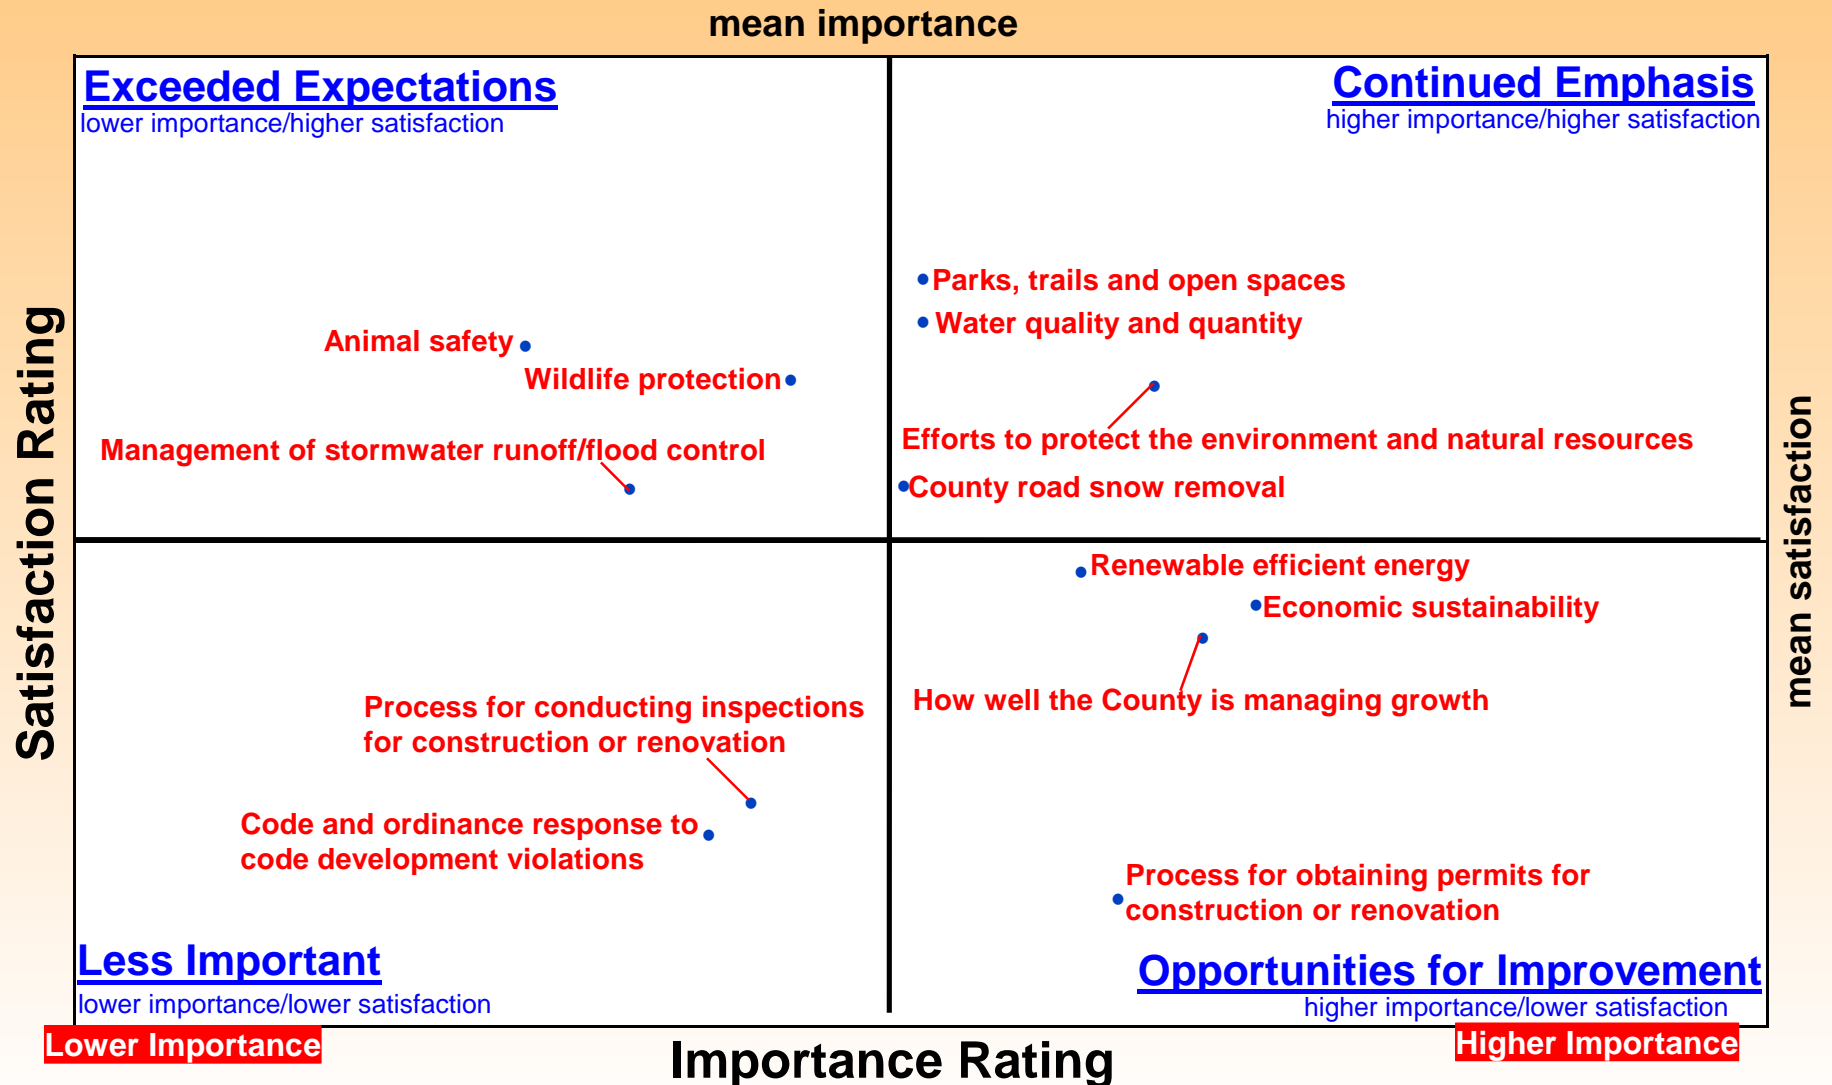 mean importance
Exceeded Expectations
lower importance/higher satisfaction
Continued Emphasis
higher importance/higher satisfaction
Satisfaction Rating
mean satisfaction
Animal safety
Wildlife protection
Management of stormwater runoff/flood control
Parks, trails and open spaces
Water quality and quantity
Efforts to protect the environment and natural resources
County road snow removal
Renewable efficient energy
Economic sustainability
How well the County is managing growth
Process for conducting inspections
for construction or renovation
Code and ordinance response to
code development violations
Process for obtaining permits for
construction or renovation
Less Important
lower importance/lower satisfaction
Opportunities for Improvement
higher importance/lower satisfaction
Lower Importance
Importance Rating
Higher Importance